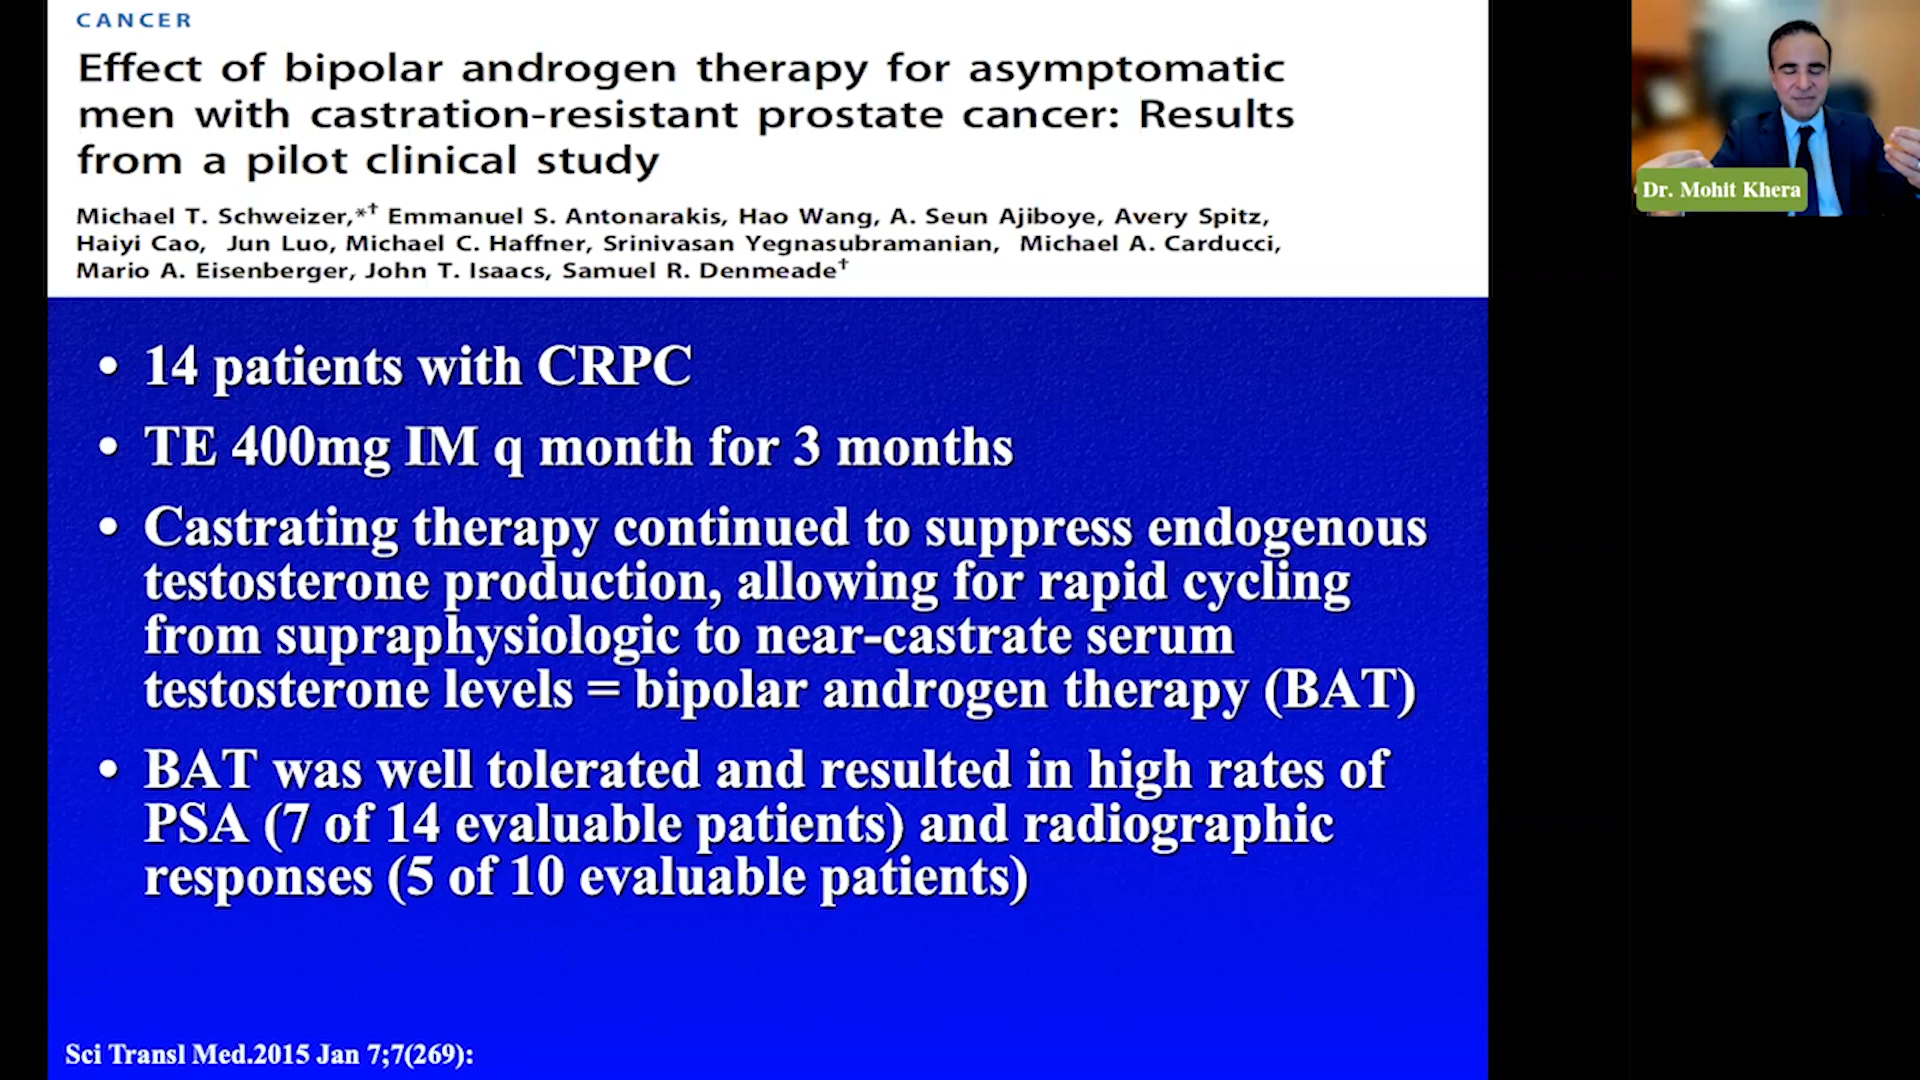 CANCER
Effect of bipolar androgen therapy for asymptomatic
men with castration-resistant prostate cancer: Results
from a pilot clinical study
Michael T. Schweizer,*† Emmanuel S. Antonarakis, Hao Wang, A. Seun Ajiboye, Avery Spitz,
Haiyi Cao, Jun Luo, Michael C. Haffner, Srinivasan Yegnasubramanian, Michael A. Carducci,
Mario A. Eisenberger, John T. Isaacs, Samuel R. Denmeade†
• 14 patients with CRPC
• TE 400mg IM q month for 3 months
• Castrating therapy continued to suppress endogenous
testosterone production, allowing for rapid cycling
from supraphysiologic to near-castrate serum
testosterone levels = bipolar androgen therapy (BAT)
• BAT was well tolerated and resulted in high rates of
PSA (7 of 14 evaluable patients) and radiographic
responses (5 of 10 evaluable patients)
Sci Transl Med.2015 Jan 7;7(269):
Dr. Mohit Khera